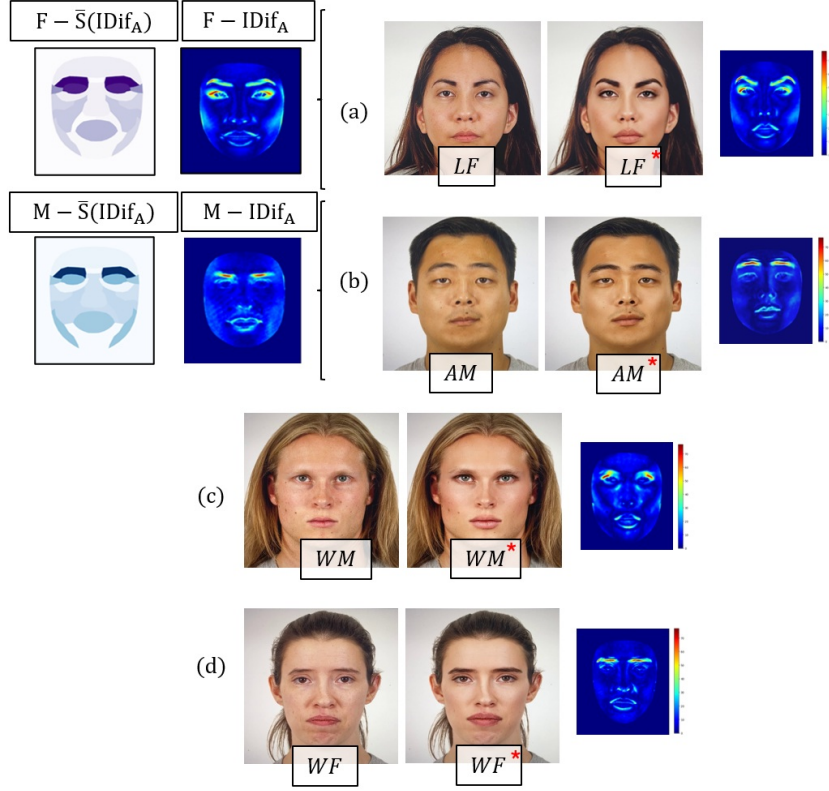 F − S̅(IDif_A)
F − IDif_A
(a)
LF
LF*
M − S̅(IDif_A)
M − IDif_A
(b)
AM
AM*
(c)
WM
WM*
(d)
WF
WF*